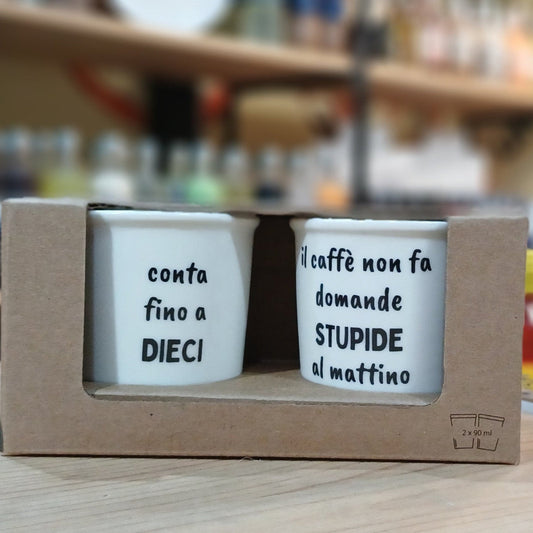 conta
fino a
DIECI
il caffè non fa
domande
STUPIDE
al mattino
2 x 90 ml